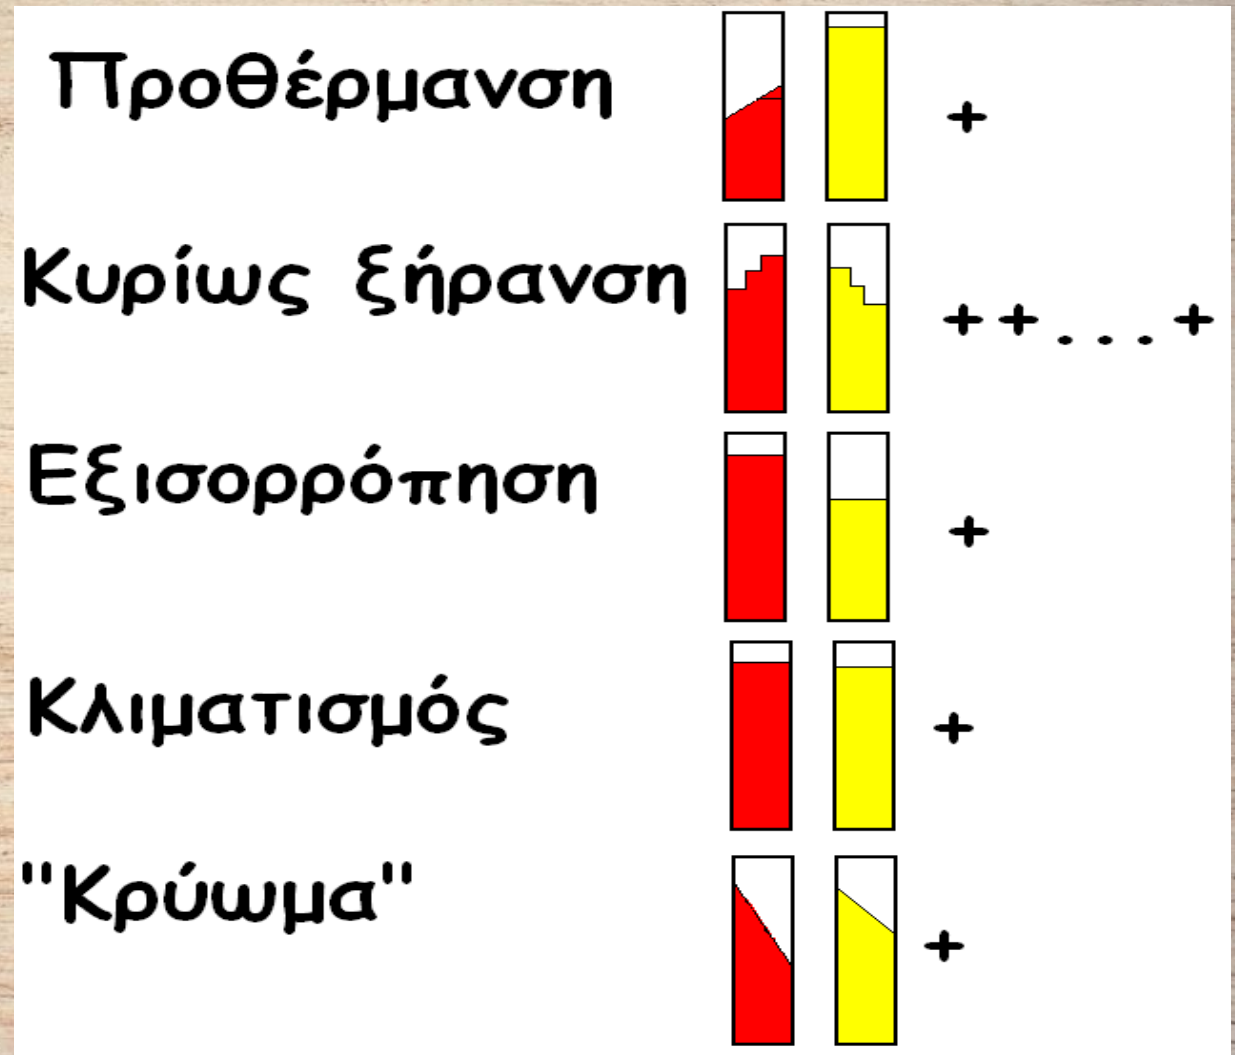 Προθέρμανση +
Κυρίως ξήρανση ++...+
Εξισορρόπηση +
Κλιματισμός +
"Κρύωμα" +